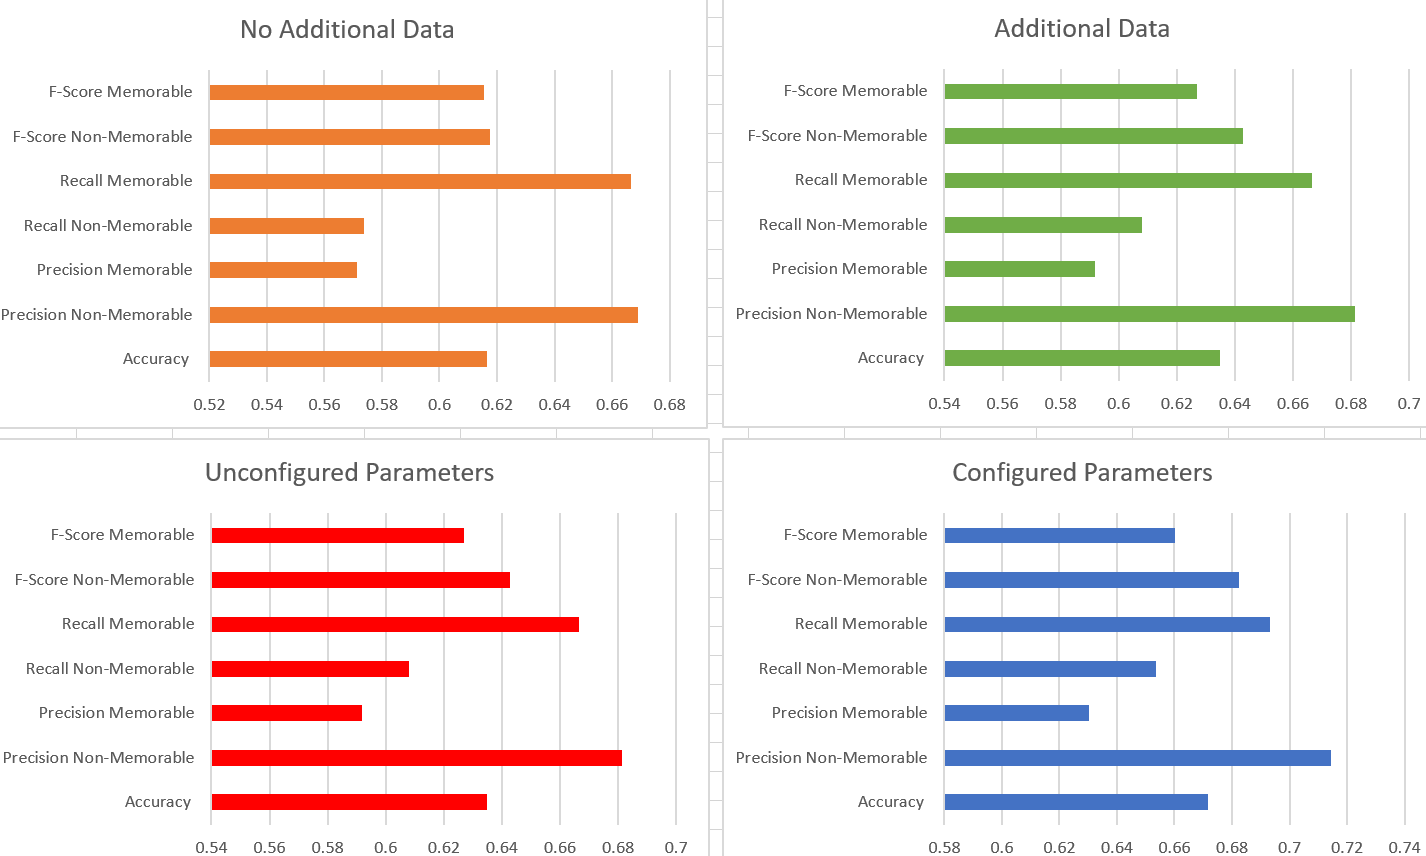 No Additional Data
F-Score Memorable
F-Score Non-Memorable
Recall Memorable
Recall Non-Memorable
Precision Memorable
Precision Non-Memorable
Accuracy
0.52 0.54 0.56 0.58 0.6 0.62 0.64 0.66 0.68
Additional Data
F-Score Memorable
F-Score Non-Memorable
Recall Memorable
Recall Non-Memorable
Precision Memorable
Precision Non-Memorable
Accuracy
0.54 0.56 0.58 0.6 0.62 0.64 0.66 0.68 0.7
Unconfigured Parameters
F-Score Memorable
F-Score Non-Memorable
Recall Memorable
Recall Non-Memorable
Precision Memorable
Precision Non-Memorable
Accuracy
0.54 0.56 0.58 0.6 0.62 0.64 0.66 0.68 0.7
Configured Parameters
F-Score Memorable
F-Score Non-Memorable
Recall Memorable
Recall Non-Memorable
Precision Memorable
Precision Non-Memorable
Accuracy
0.58 0.6 0.62 0.64 0.66 0.68 0.7 0.72 0.74